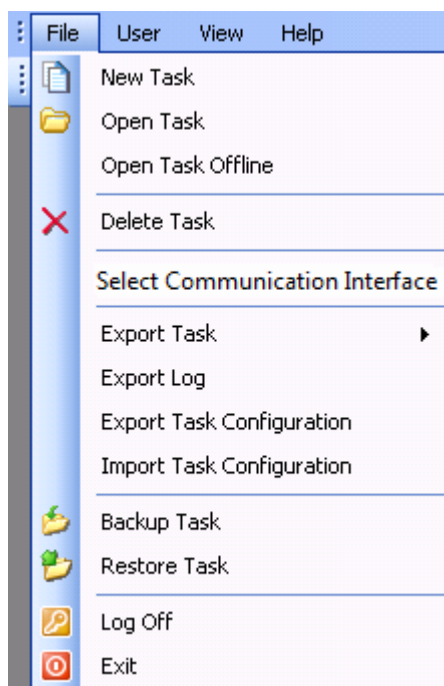 File User View Help
New Task
Open Task
Open Task Offline
Delete Task
Select Communication Interface
Export Task
Export Log
Export Task Configuration
Import Task Configuration
Backup Task
Restore Task
Log Off
Exit